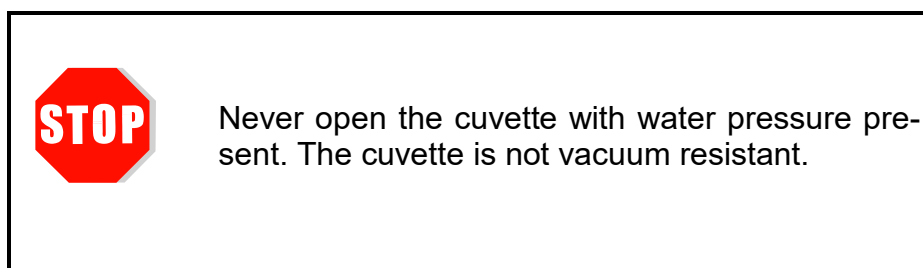 STOP
Never open the cuvette with water pressure pre-
sent. The cuvette is not vacuum resistant.